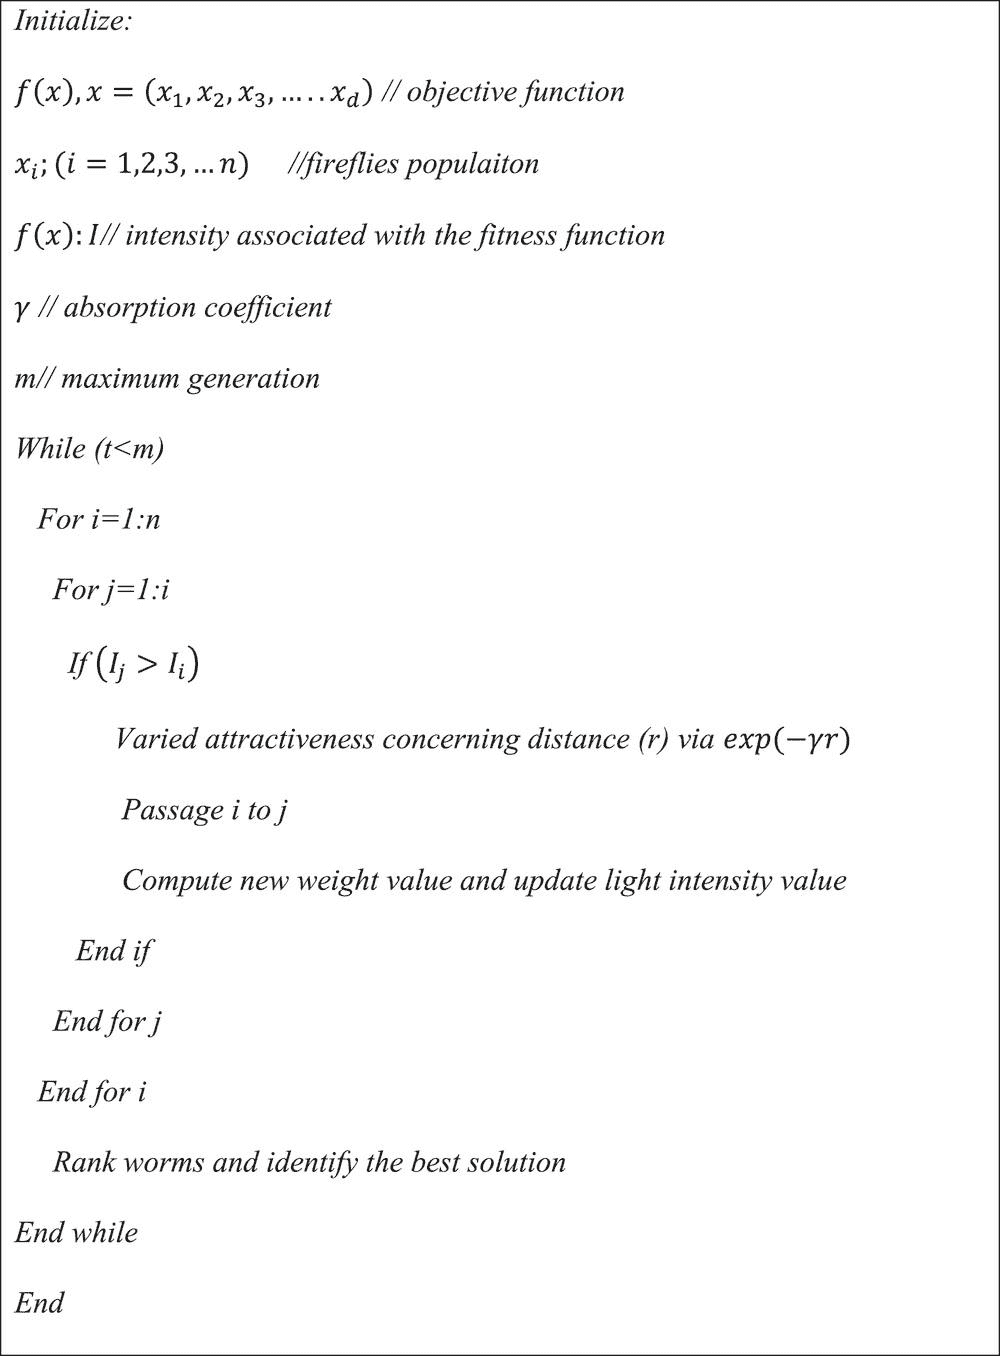 Initialize:
f(x), x = (x₁, x₂, x₃, ….. x_d) // objective function
xᵢ; (i = 1,2,3, … n) //fireflies populaiton
f(x): I// intensity associated with the fitness function
γ // absorption coefficient
m// maximum generation
While (t<m)
For i=1:n
For j=1:i
If (Iⱼ > Iᵢ)
Varied attractiveness concerning distance (r) via exp(−γr)
Passage i to j
Compute new weight value and update light intensity value
End if
End for j
End for i
Rank worms and identify the best solution
End while
End